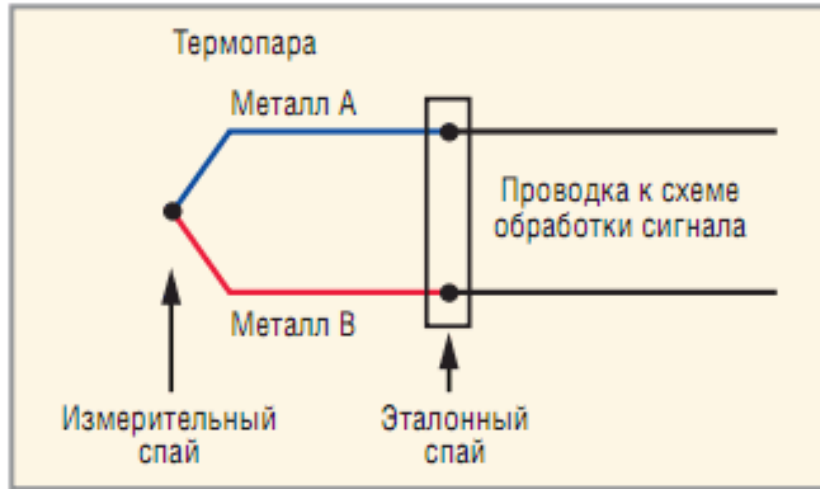 Термопара
Металл А
Проводка к схеме
обработки сигнала
Металл В
Измерительный
спай
Эталонный
спай